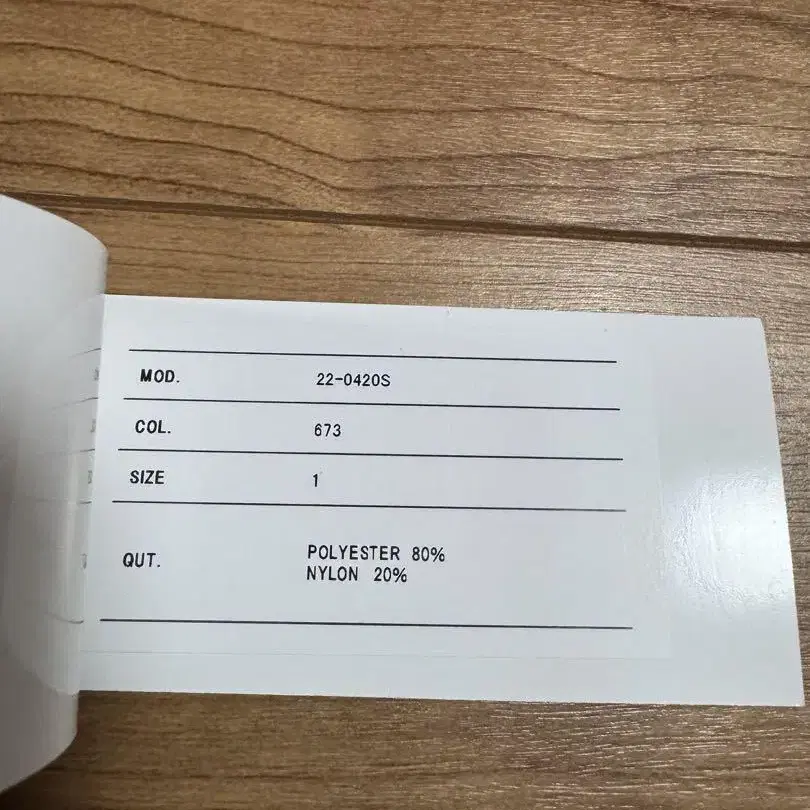 MOD. 22-0420S
COL. 673
SIZE 1
QUT. POLYESTER 80%
NYLON 20%